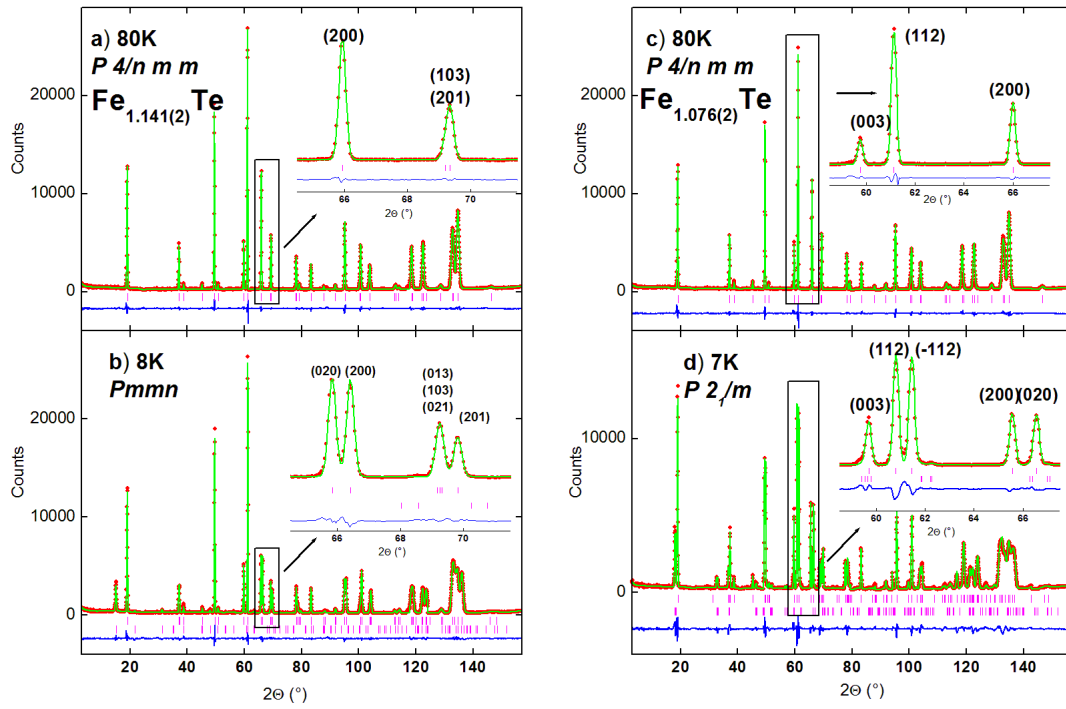 a) 80K
P 4/n m m
Fe1.141(2)Te
(200)
(103)
(201)
66 68 70
2Θ (°)
Counts
20000
10000
0
b) 8K
Pmmn
(020) (200)
(013)
(103)
(021)
(201)
66 68 70
2Θ (°)
Counts
20000
10000
0
20 40 60 80 100 120 140
2Θ (°)
c) 80K
P 4/n m m
Fe1.076(2)Te
(112)
(003)
(200)
60 62 64 66
2Θ (°)
Counts
20000
10000
0
d) 7K
P 21/m
(112) (-112)
(003)
(200) (020)
60 62 64 66
2Θ (°)
Counts
10000
0
20 40 60 80 100 120 140
2Θ (°)